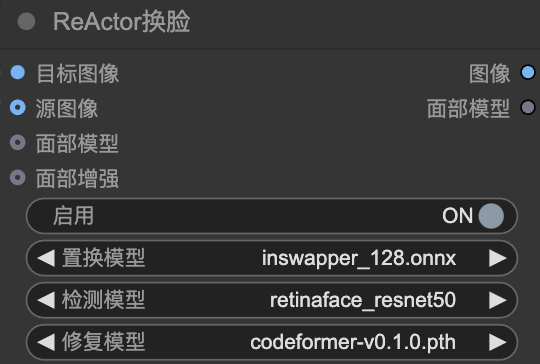 ReActor换脸
目标图像 图像
源图像 面部模型
面部模型
面部增强
启用 ON
置换模型 inswapper_128.onnx
检测模型 retinaface_resnet50
修复模型 codeformer-v0.1.0.pth